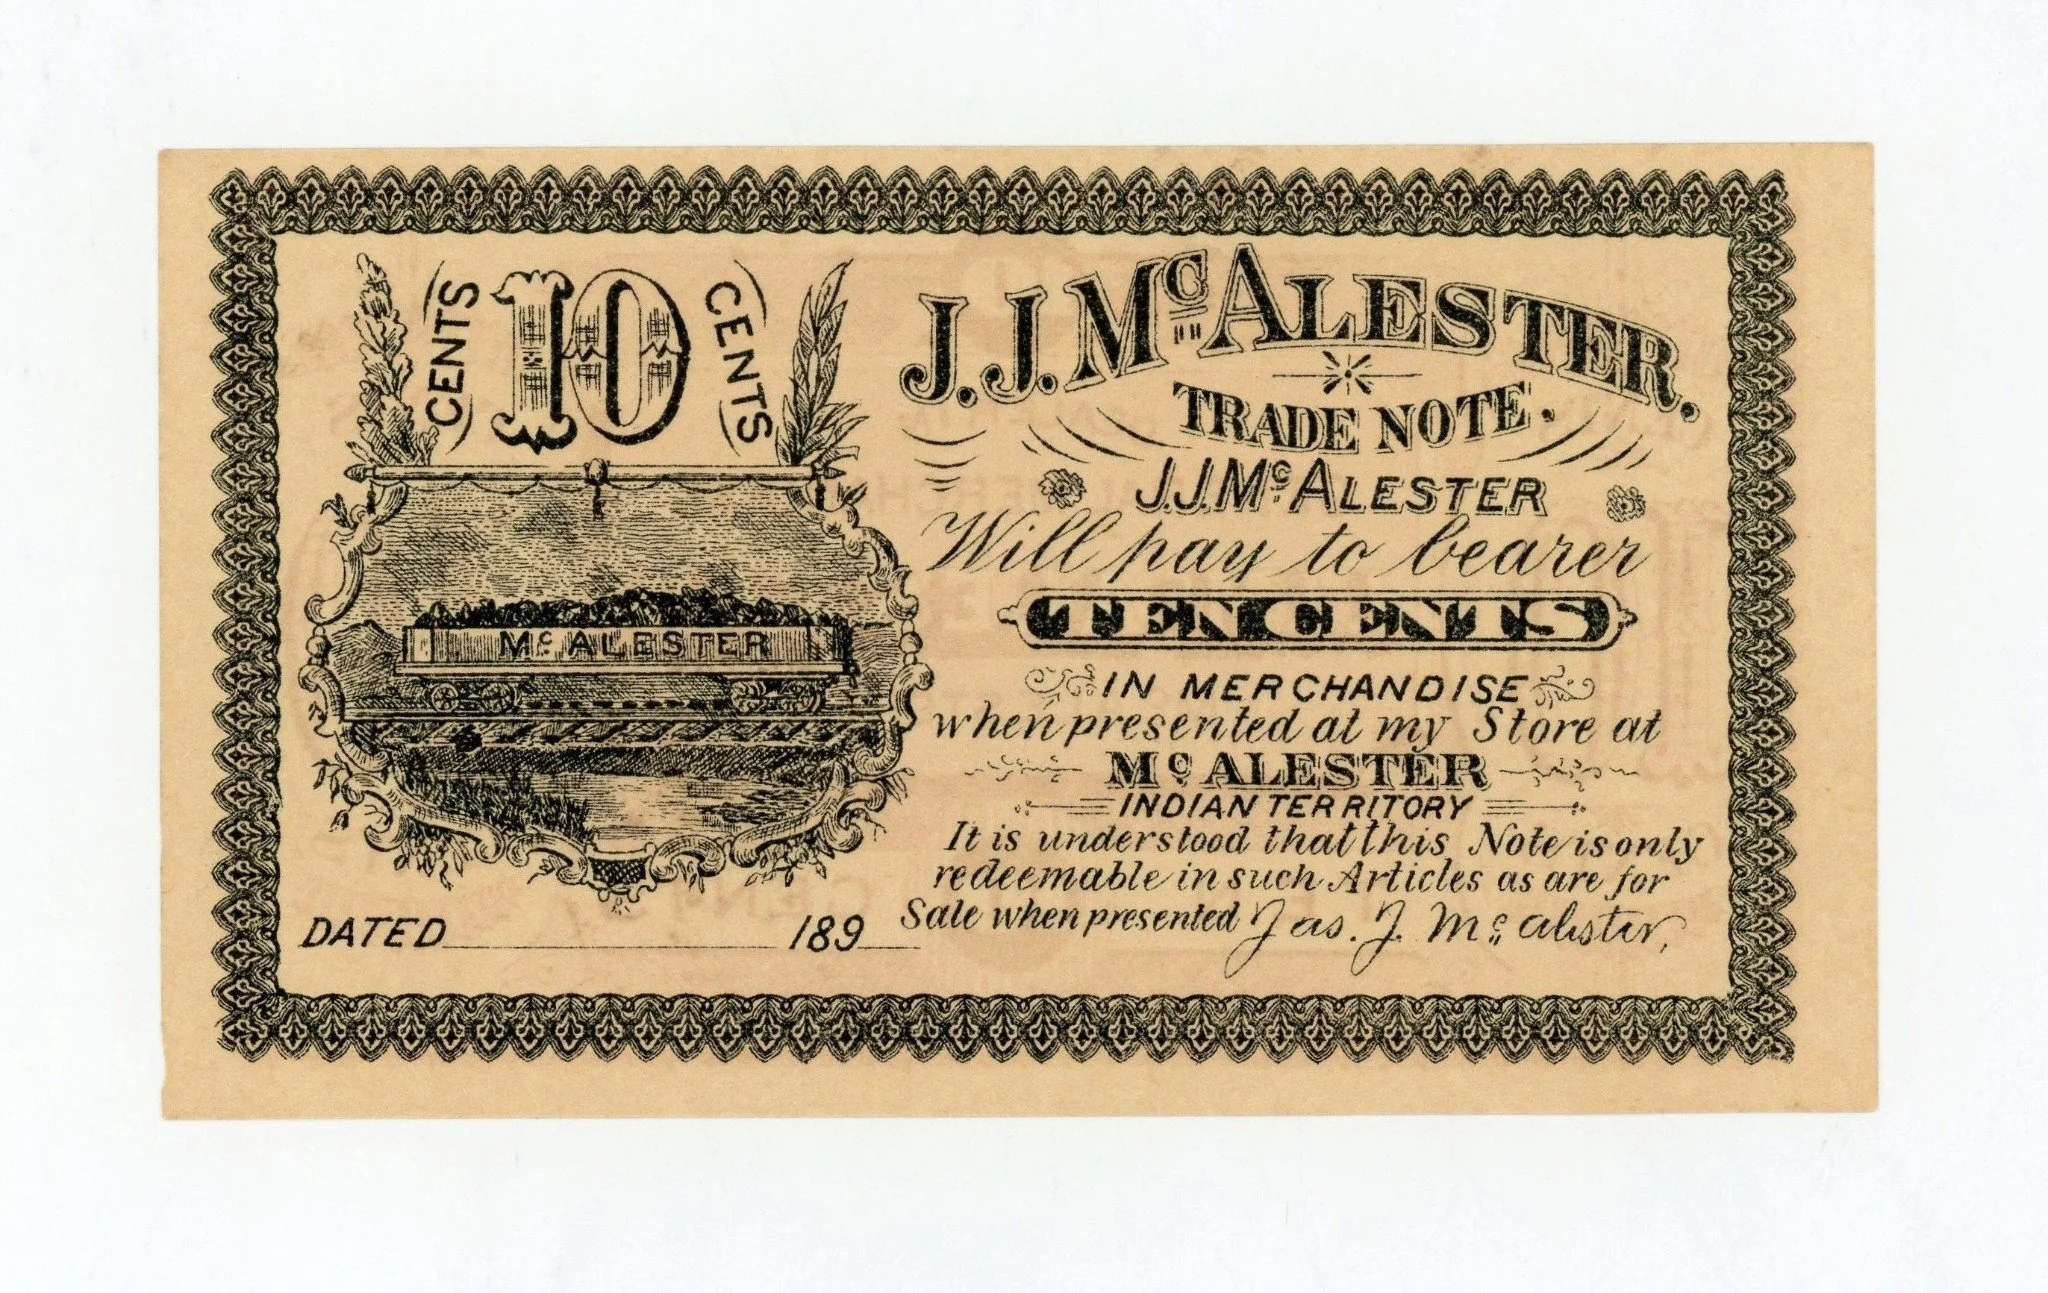 CENTS 10 CENTS
McALESTER
DATED 189
J.J. McALESTER.
TRADE NOTE.
J.J. McALESTER
Will pay to bearer
TEN CENTS
IN MERCHANDISE
when presented at my Store at
McALESTER
INDIAN TERRITORY
It is understood that this Note is only
redeemable in such Articles as are for
Sale when presented Jas. J. McAlester,